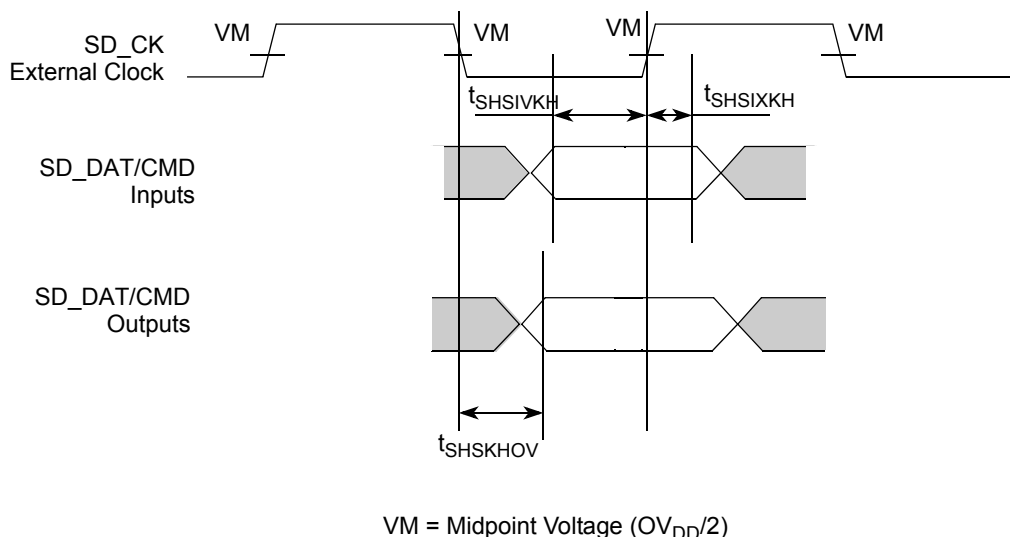 VM VM VM VM
SD_CK
External Clock
tSHSIVKH tSHSIXKH
SD_DAT/CMD
Inputs
SD_DAT/CMD
Outputs
tSHSKHOV
VM = Midpoint Voltage (OVDD/2)